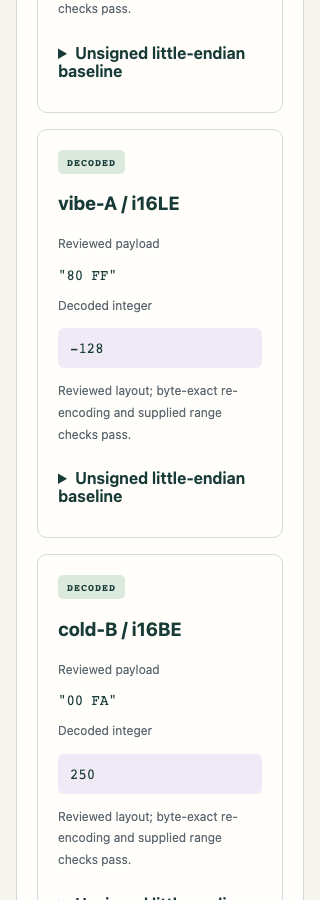 checks pass.
▶ Unsigned little-endian
baseline
DECODED
vibe-A / i16LE
Reviewed payload
"80 FF"
Decoded integer
−128
Reviewed layout; byte-exact re-
encoding and supplied range
checks pass.
▶ Unsigned little-endian
baseline
DECODED
cold-B / i16BE
Reviewed payload
"00 FA"
Decoded integer
250
Reviewed layout; byte-exact re-
encoding and supplied range
checks pass.